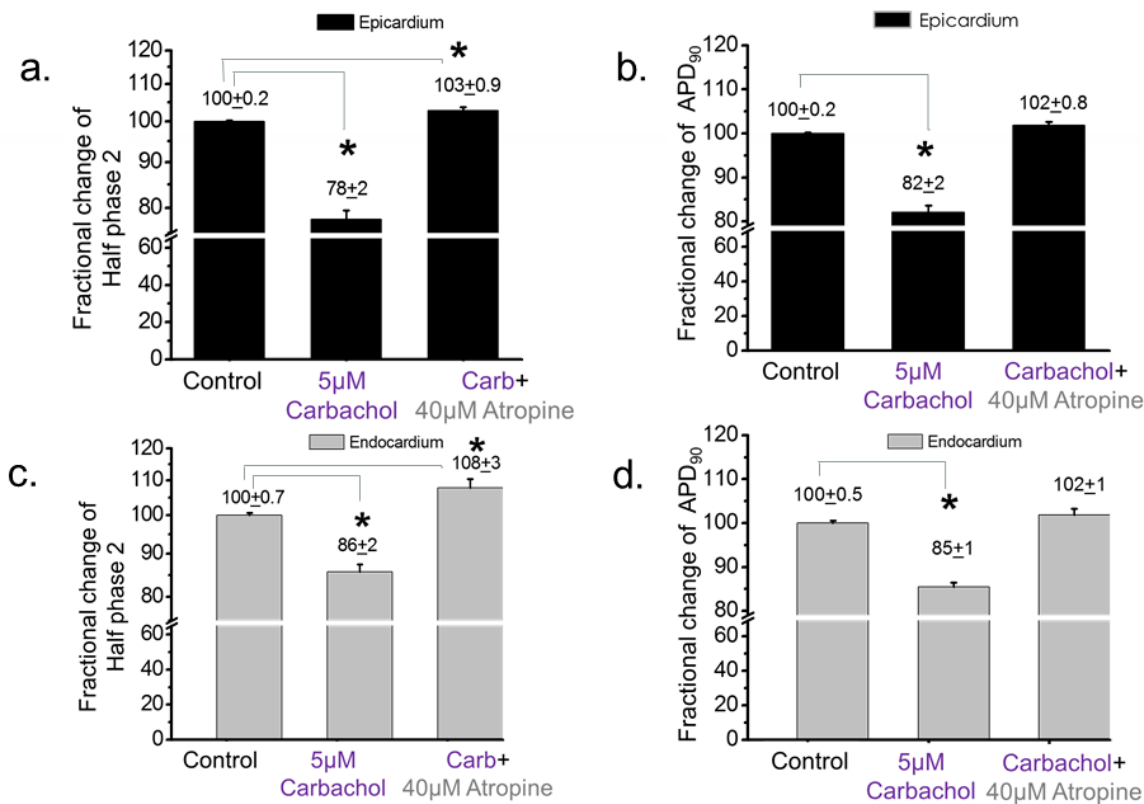 a.
Epicardium
Fractional change of
Half phase 2
120
110
100
90
80
60
40
20
0
100±0.2
*
78±2
*
103±0.9
Control
5µM
Carbachol
Carb+
40µM Atropine
b.
Epicardium
Fractional change of APD90
120
110
100
90
80
60
40
20
0
100±0.2
*
82±2
102±0.8
Control
5µM
Carbachol
Carbachol+
40µM Atropine
c.
Endocardium
Fractional change of
Half phase 2
120
110
100
90
80
60
40
20
0
100±0.7
*
86±2
*
108±3
Control
5µM
Carbachol
Carb+
40µM Atropine
d.
Endocardium
Fractional change of APD90
120
110
100
90
80
60
40
20
0
100±0.5
*
85±1
102±1
Control
5µM
Carbachol
Carbachol+
40µM Atropine